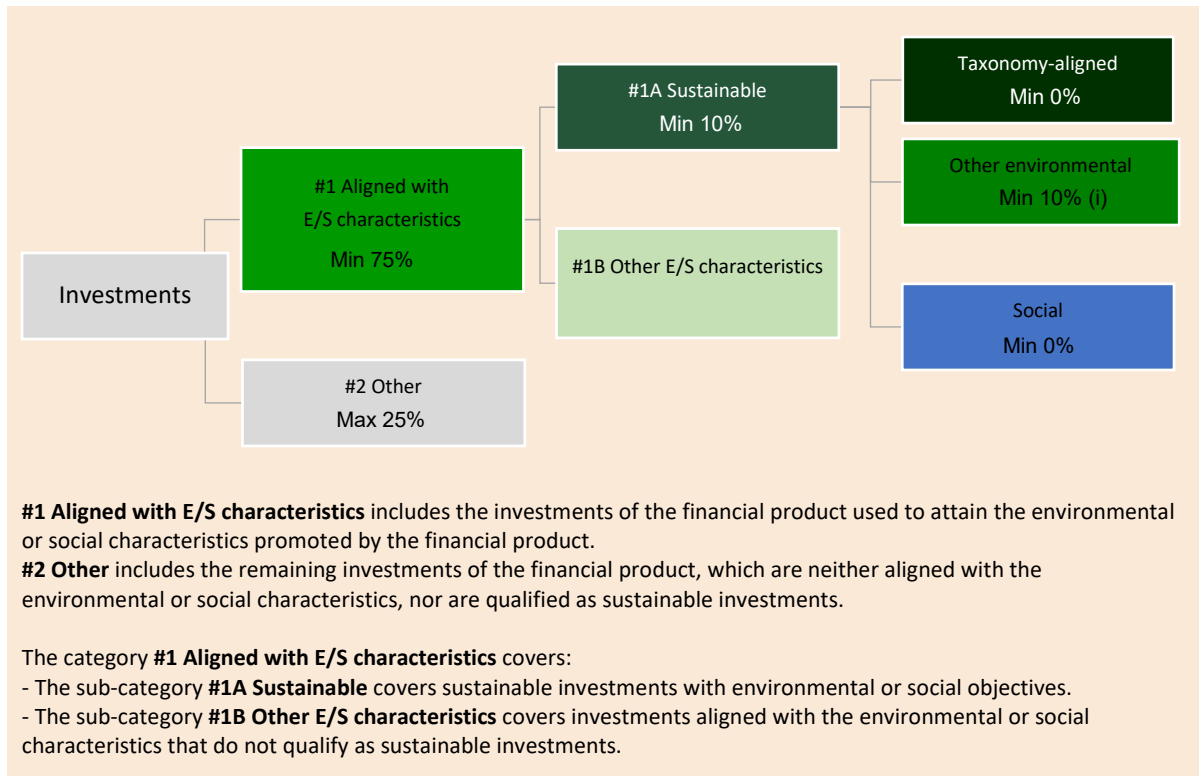 Investments
#1 Aligned with
E/S characteristics
Min 75%
#2 Other
Max 25%
#1A Sustainable
Min 10%
#1B Other E/S characteristics
Taxonomy-aligned
Min 0%
Other environmental
Min 10% (i)
Social
Min 0%
#1 Aligned with E/S characteristics includes the investments of the financial product used to attain the environmental
or social characteristics promoted by the financial product.
#2 Other includes the remaining investments of the financial product, which are neither aligned with the
environmental or social characteristics, nor are qualified as sustainable investments.
The category #1 Aligned with E/S characteristics covers:
- The sub-category #1A Sustainable covers sustainable investments with environmental or social objectives.
- The sub-category #1B Other E/S characteristics covers investments aligned with the environmental or social
characteristics that do not qualify as sustainable investments.